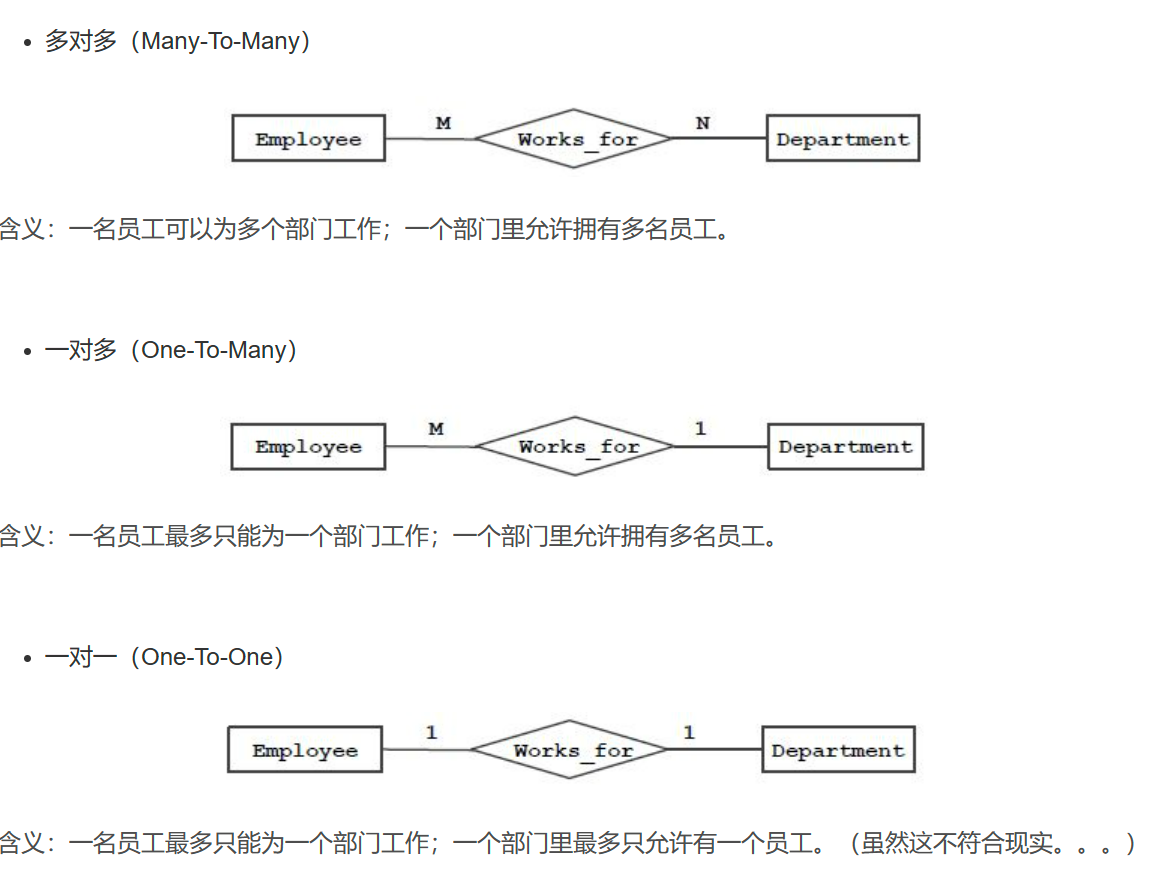 • 多对多（Many-To-Many）
M N
Employee Works_for Department
含义：一名员工可以为多个部门工作；一个部门里允许拥有多名员工。
• 一对多（One-To-Many）
M 1
Employee Works_for Department
含义：一名员工最多只能为一个部门工作；一个部门里允许拥有多名员工。
• 一对一（One-To-One）
1 1
Employee Works_for Department
含义：一名员工最多只能为一个部门工作；一个部门里最多只允许有一个员工。（虽然这不符合现实。。。）